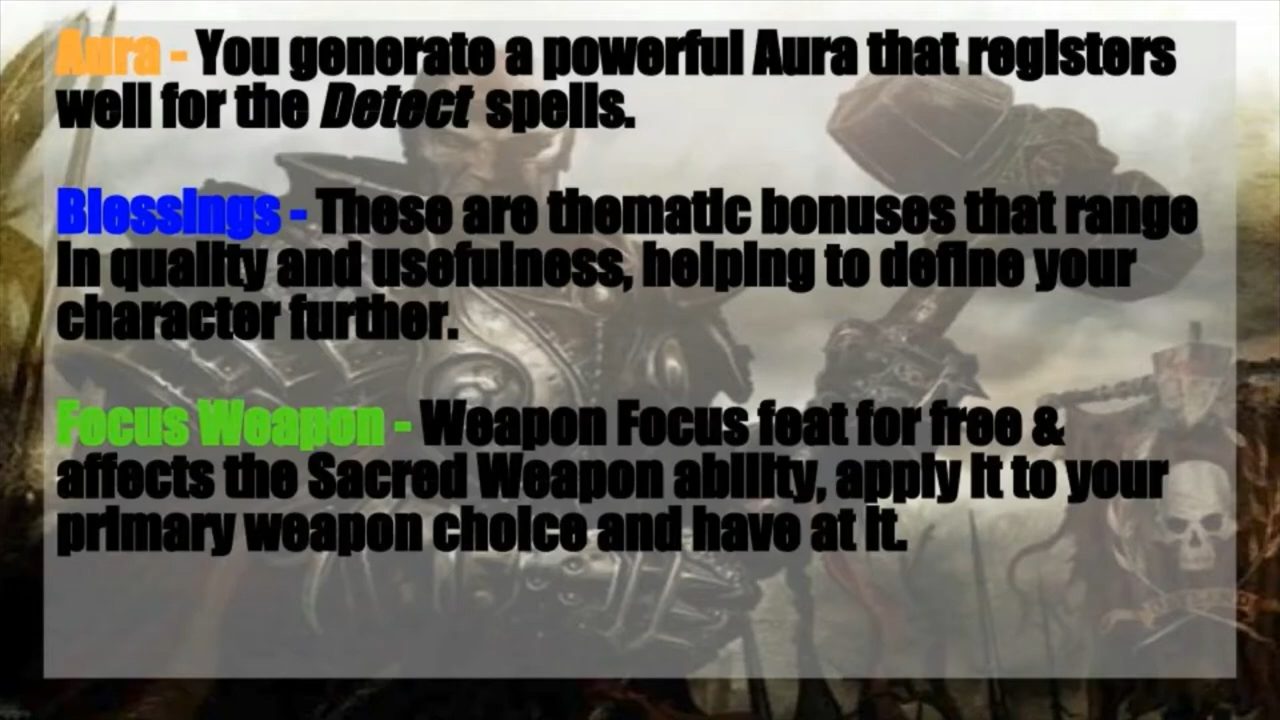 Aura - You generate a powerful Aura that registers
well for the Detect spells.
Blessings - These are thematic bonuses that range
in quality and usefulness, helping to define your
character further.
Focus Weapon - Weapon Focus feat for free &
affects the Sacred Weapon ability, apply it to your
primary weapon choice and have at it.